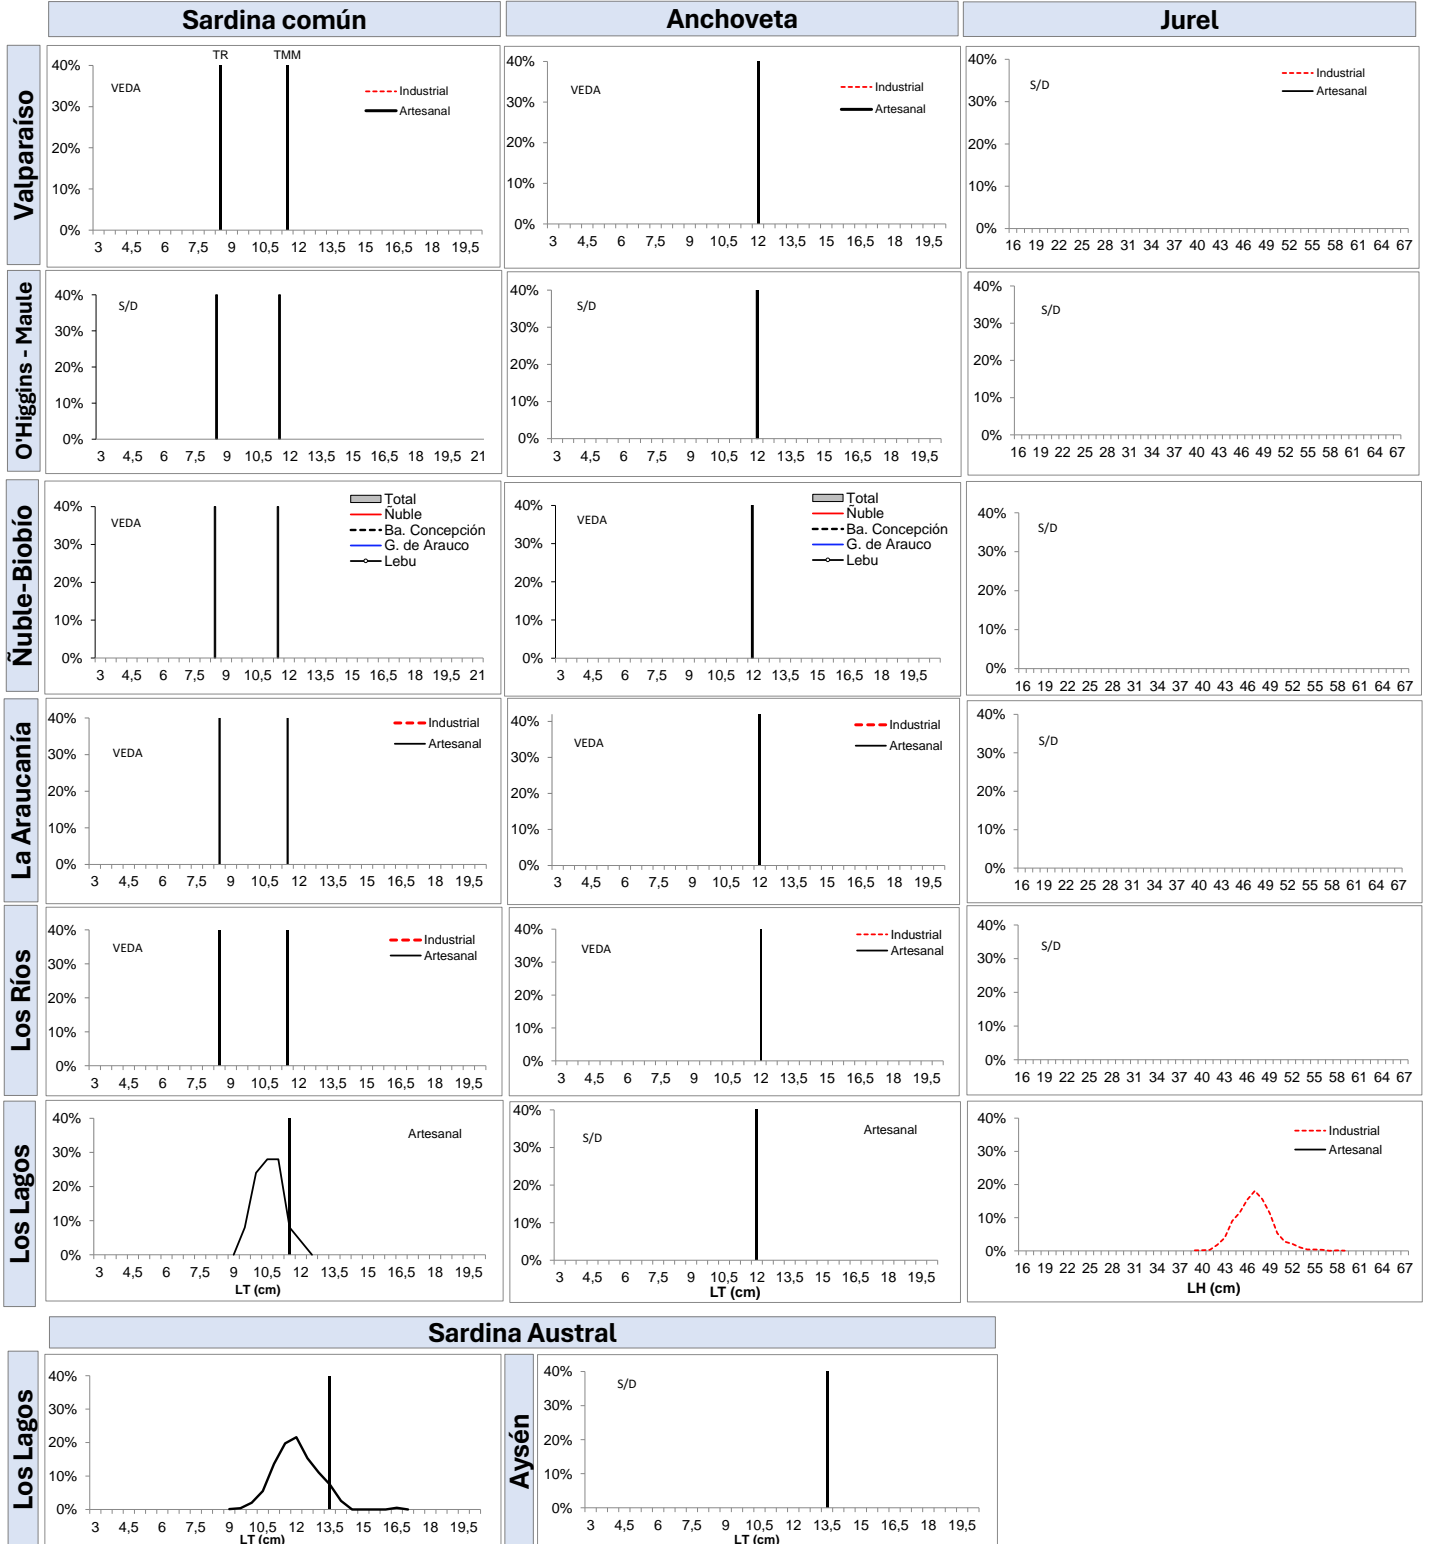 Sardina común
Anchoveta
Jurel
Valparaíso
TR TMM
40%
30%
20%
10%
0%
VEDA
Industrial
Artesanal
3 4,5 6 7,5 9 10,5 12 13,5 15 16,5 18 19,5
40%
30%
20%
10%
0%
VEDA
Industrial
Artesanal
3 4,5 6 7,5 9 10,5 12 13,5 15 16,5 18 19,5
40%
30%
20%
10%
0%
S/D
Industrial
Artesanal
16 19 22 25 28 31 34 37 40 43 46 49 52 55 58 61 64 67
O'Higgins - Maule
40%
30%
20%
10%
0%
S/D
3 4,5 6 7,5 9 10,5 12 13,5 15 16,5 18 19,5 21
40%
30%
20%
10%
0%
S/D
3 4,5 6 7,5 9 10,5 12 13,5 15 16,5 18 19,5
40%
30%
20%
10%
0%
S/D
16 19 22 25 28 31 34 37 40 43 46 49 52 55 58 61 64 67
Ñuble-Biobío
40%
30%
20%
10%
0%
VEDA
Total
Ñuble
Ba. Concepción
G. de Arauco
Lebu
3 4,5 6 7,5 9 10,5 12 13,5 15 16,5 18 19,5 21
40%
30%
20%
10%
0%
VEDA
Total
Ñuble
Ba. Concepción
G. de Arauco
Lebu
3 4,5 6 7,5 9 10,5 12 13,5 15 16,5 18 19,5
40%
30%
20%
10%
0%
S/D
16 19 22 25 28 31 34 37 40 43 46 49 52 55 58 61 64 67
La Araucanía
40%
30%
20%
10%
0%
VEDA
Industrial
Artesanal
3 4,5 6 7,5 9 10,5 12 13,5 15 16,5 18 19,5
40%
30%
20%
10%
0%
VEDA
Industrial
Artesanal
3 4,5 6 7,5 9 10,5 12 13,5 15 16,5 18 19,5
40%
30%
20%
10%
0%
S/D
16 19 22 25 28 31 34 37 40 43 46 49 52 55 58 61 64 67
Los Ríos
40%
30%
20%
10%
0%
VEDA
Industrial
Artesanal
3 4,5 6 7,5 9 10,5 12 13,5 15 16,5 18 19,5
40%
30%
20%
10%
0%
VEDA
Industrial
Artesanal
3 4,5 6 7,5 9 10,5 12 13,5 15 16,5 18 19,5
40%
30%
20%
10%
0%
S/D
16 19 22 25 28 31 34 37 40 43 46 49 52 55 58 61 64 67
Los Lagos
40%
30%
20%
10%
0%
Artesanal
3 4,5 6 7,5 9 10,5 12 13,5 15 16,5 18 19,5
LT (cm)
40%
30%
20%
10%
0%
S/D
Artesanal
3 4,5 6 7,5 9 10,5 12 13,5 15 16,5 18 19,5
LT (cm)
40%
30%
20%
10%
0%
Industrial
Artesanal
16 19 22 25 28 31 34 37 40 43 46 49 52 55 58 61 64 67
LH (cm)
Sardina Austral
Los Lagos
40%
30%
20%
10%
0%
3 4,5 6 7,5 9 10,5 12 13,5 15 16,5 18 19,5
LT (cm)
Aysén
40%
30%
20%
10%
0%
S/D
3 4,5 6 7,5 9 10,5 12 13,5 15 16,5 18 19,5
LT (cm)